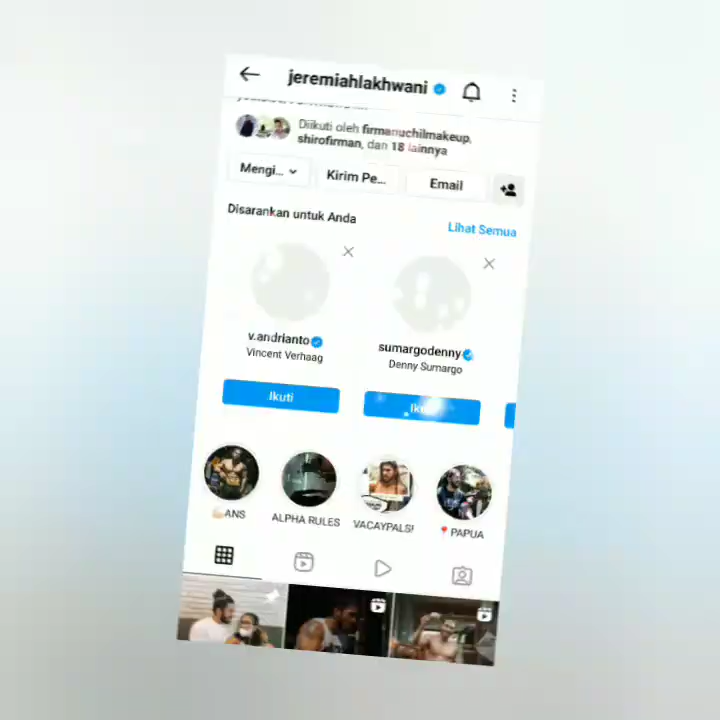 jeremiahlakhwani
Diikuti oleh firmanuchilmakeup,
shirofirman, dan 18 lainnya
Mengi...
Kirim Pe...
Email
Disarankan untuk Anda
Lihat Semua
v.andrianto
Vincent Verhaag
sumargodenny
Denny Sumargo
Ikuti
ANS
ALPHA RULES
VACAYPALS!
PAPUA